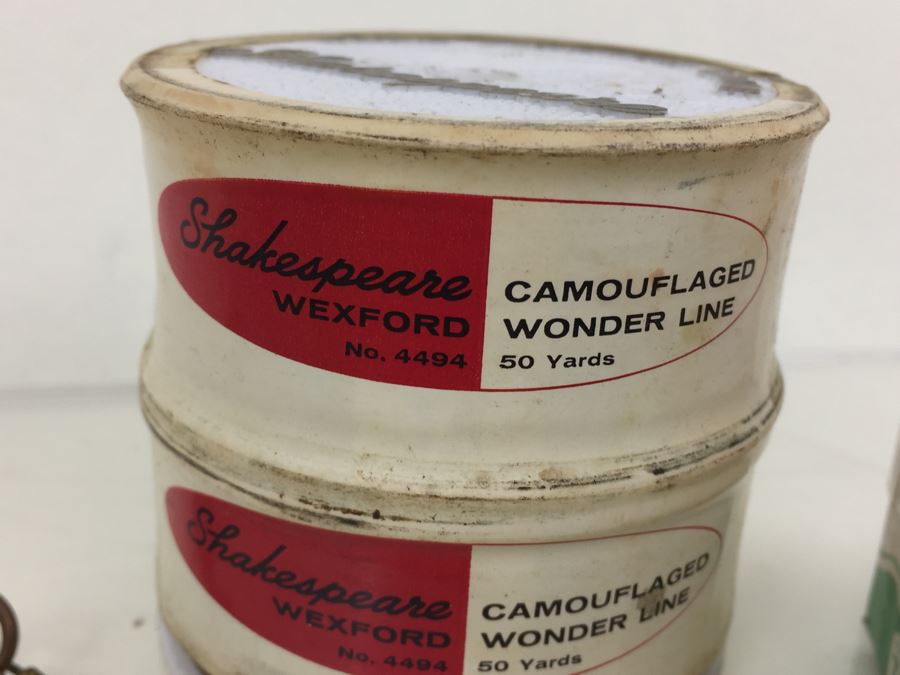 Shakespeare
WEXFORD
No. 4494
CAMOUFLAGED
WONDER LINE
50 Yards
Shakespeare
WEXFORD
No. 4494
CAMOUFLAGED
WONDER LINE
50 Yards